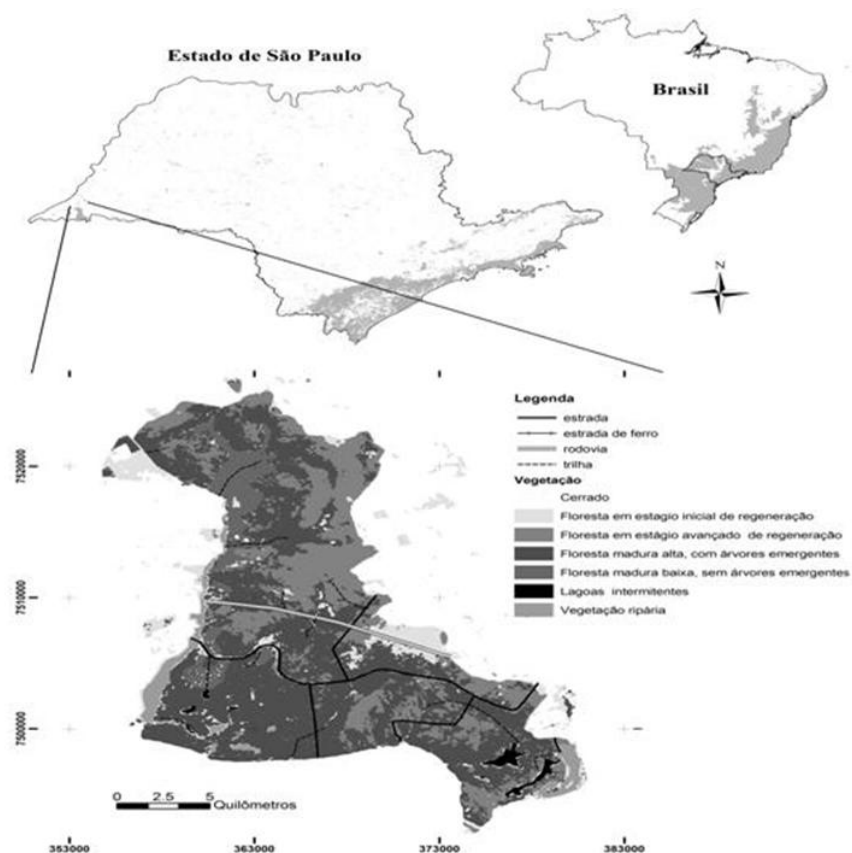 Estado de São Paulo
Brasil
N
Legenda
estrada
estrada de ferro
rodovia
trilha
Vegetação
Cerrado
Floresta em estagio inicial de regeneração
Floresta em estágio avançado de regeneração
Floresta madura alta, com árvores emergentes
Floresta madura baixa, sem árvores emergentes
Lagoas intermitentes
Vegetação ripária
7520000
7510000
7500000
0 2.5 5
Quilômetros
353000 363000 373000 383000